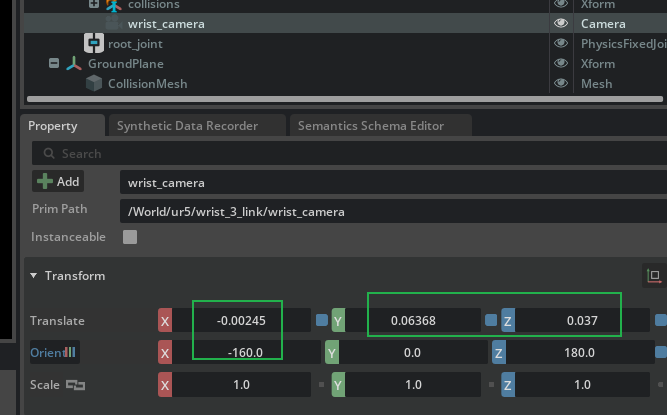 collisions Xform
wrist_camera Camera
root_joint PhysicsFixedJoi
GroundPlane Xform
CollisionMesh Mesh
Property Synthetic Data Recorder Semantics Schema Editor
Search
Add wrist_camera
Prim Path /World/ur5/wrist_3_link/wrist_camera
Instanceable
Transform
Translate X -0.00245 Y 0.06368 Z 0.037
Orient X -160.0 Y 0.0 Z 180.0
Scale X 1.0 Y 1.0 Z 1.0